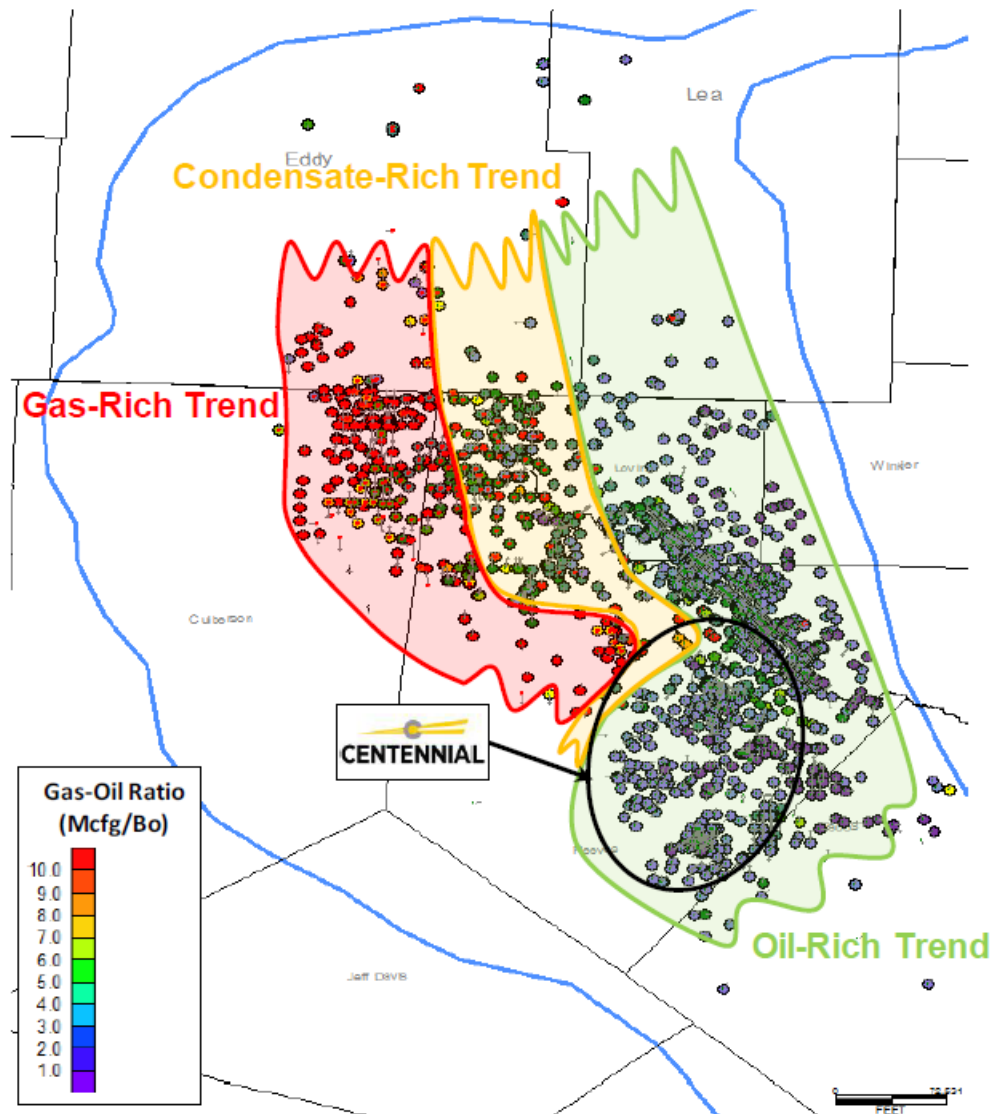 Lea
Eddy
Condensate-Rich Trend
Gas-Rich Trend
Winkler
Culberson
CENTENNIAL
Gas-Oil Ratio
(Mcfg/Bo)
10.0
9.0
8.0
7.0
6.0
5.0
4.0
3.0
2.0
1.0
Reeves
Oil-Rich Trend
Jeff Davis
0
FEET